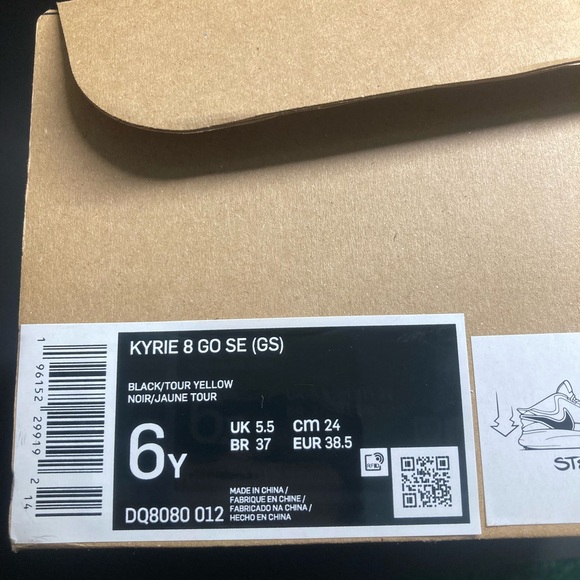 KYRIE 8 GO SE (GS)
BLACK/TOUR YELLOW
NOIR/JAUNE TOUR
6Y
UK 5.5 cm 24
BR 37 EUR 38.5
RFID
DQ8080 012
MADE IN CHINA /
FABRIQUE EN CHINE /
FABRICADO NA CHINA /
HECHO EN CHINA
1 96152 29919 2 14